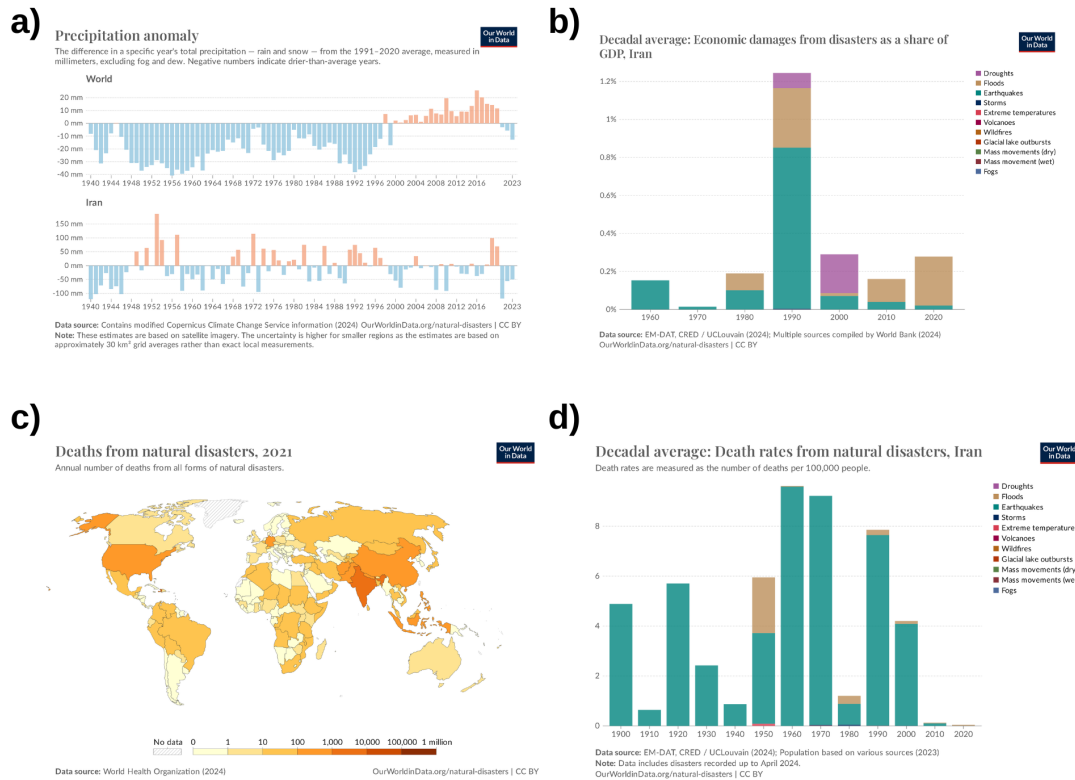 a)
Precipitation anomaly
Our World
in Data
The difference in a specific year's total precipitation — rain and snow — from the 1991–2020 average, measured in
millimeters, excluding fog and dew. Negative numbers indicate drier-than-average years.
World
20 mm
10 mm
0 mm
-10 mm
-20 mm
-30 mm
-40 mm
1940 1944 1948 1952 1956 1960 1964 1968 1972 1976 1980 1984 1988 1992 1996 2000 2004 2008 2012 2016 2023
Iran
150 mm
100 mm
50 mm
0 mm
-50 mm
-100 mm
1940 1944 1948 1952 1956 1960 1964 1968 1972 1976 1980 1984 1988 1992 1996 2000 2004 2008 2012 2016 2023
Data source: Contains modified Copernicus Climate Change Service information (2024) OurWorldinData.org/natural-disasters | CC BY
Note: These estimates are based on satellite imagery. The uncertainty is higher for smaller regions as the estimates are based on
approximately 30 km² grid averages rather than exact local measurements.
b)
Decadal average: Economic damages from disasters as a share of
GDP, Iran
Our World
in Data
1.2%
1%
0.8%
0.6%
0.4%
0.2%
0%
1960 1970 1980 1990 2000 2010 2020
Droughts
Floods
Earthquakes
Storms
Extreme temperatures
Volcanoes
Wildfires
Glacial lake outbursts
Mass movements (dry)
Mass movement (wet)
Fogs
Data source: EM-DAT, CRED / UCLouvain (2024); Multiple sources compiled by World Bank (2024)
OurWorldinData.org/natural-disasters | CC BY
c)
Deaths from natural disasters, 2021
Our World
in Data
Annual number of deaths from all forms of natural disasters.
No data 0 1 10 100 1,000 10,000 100,000 1 million
Data source: World Health Organization (2024) OurWorldinData.org/natural-disasters | CC BY
d)
Decadal average: Death rates from natural disasters, Iran
Our World
in Data
Death rates are measured as the number of deaths per 100,000 people.
8
6
4
2
0
1900 1910 1920 1930 1940 1950 1960 1970 1980 1990 2000 2010 2020
Droughts
Floods
Earthquakes
Storms
Extreme temperature
Volcanoes
Wildfires
Glacial lake outbursts
Mass movements (dry
Mass movements (we
Fogs
Data source: EM-DAT, CRED / UCLouvain (2024); Population based on various sources (2023)
Note: Data includes disasters recorded up to April 2024.
OurWorldinData.org/natural-disasters | CC BY